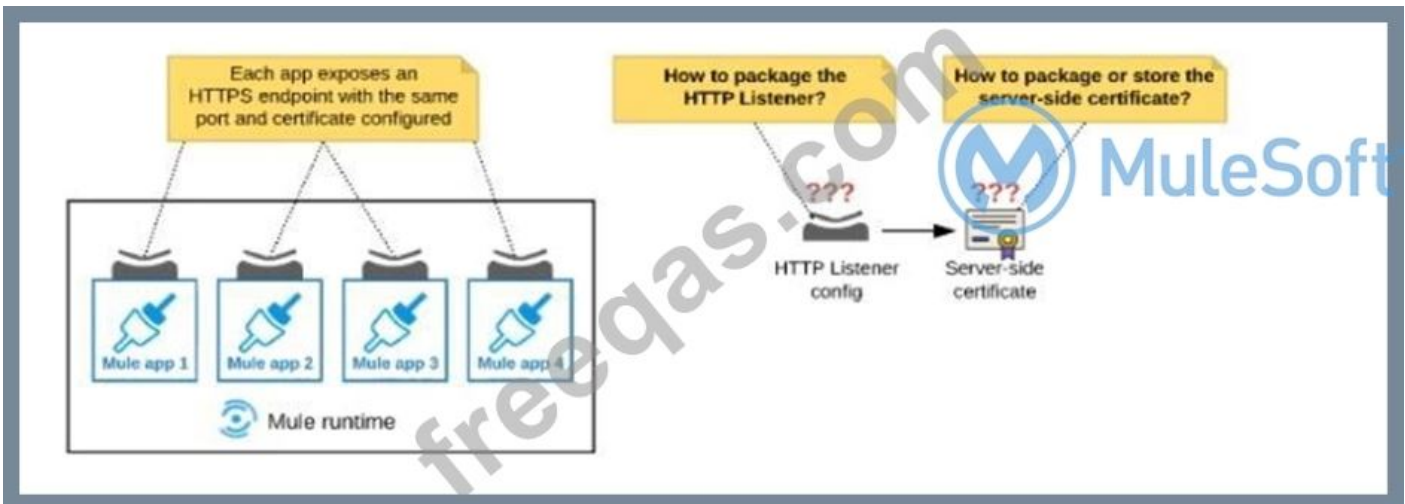 Each app exposes an
HTTPS endpoint with the same
port and certificate configured
How to package the
HTTP Listener?
How to package or store the
server-side certificate?
MuleSoft
???
???
HTTP Listener
config
Server-side
certificate
Mule app 1
Mule app 2
Mule app 3
Mule app 4
Mule runtime
freeqas.com